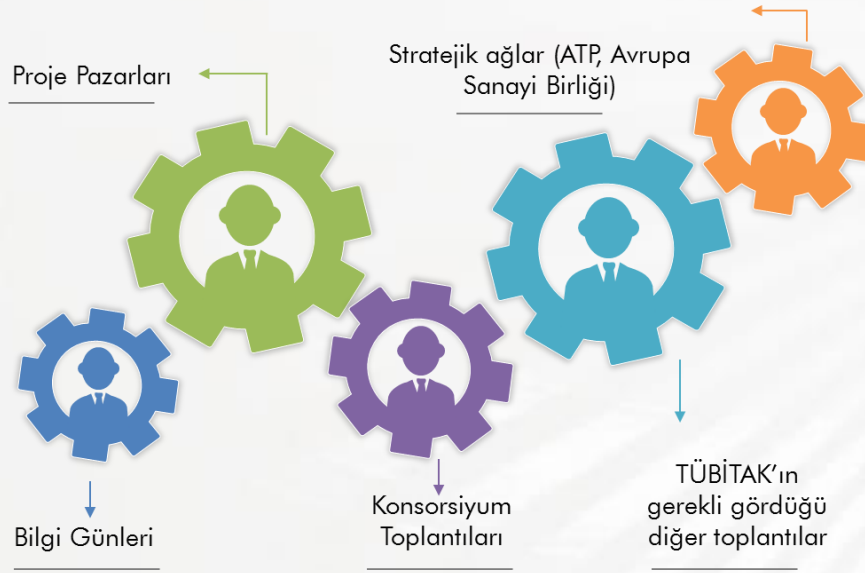 Proje Pazarları
Stratejik ağlar (ATP, Avrupa
Sanayi Birliği)
Bilgi Günleri
Konsorsiyum
Toplantıları
TÜBİTAK’ın
gerekli gördüğü
diğer toplantılar